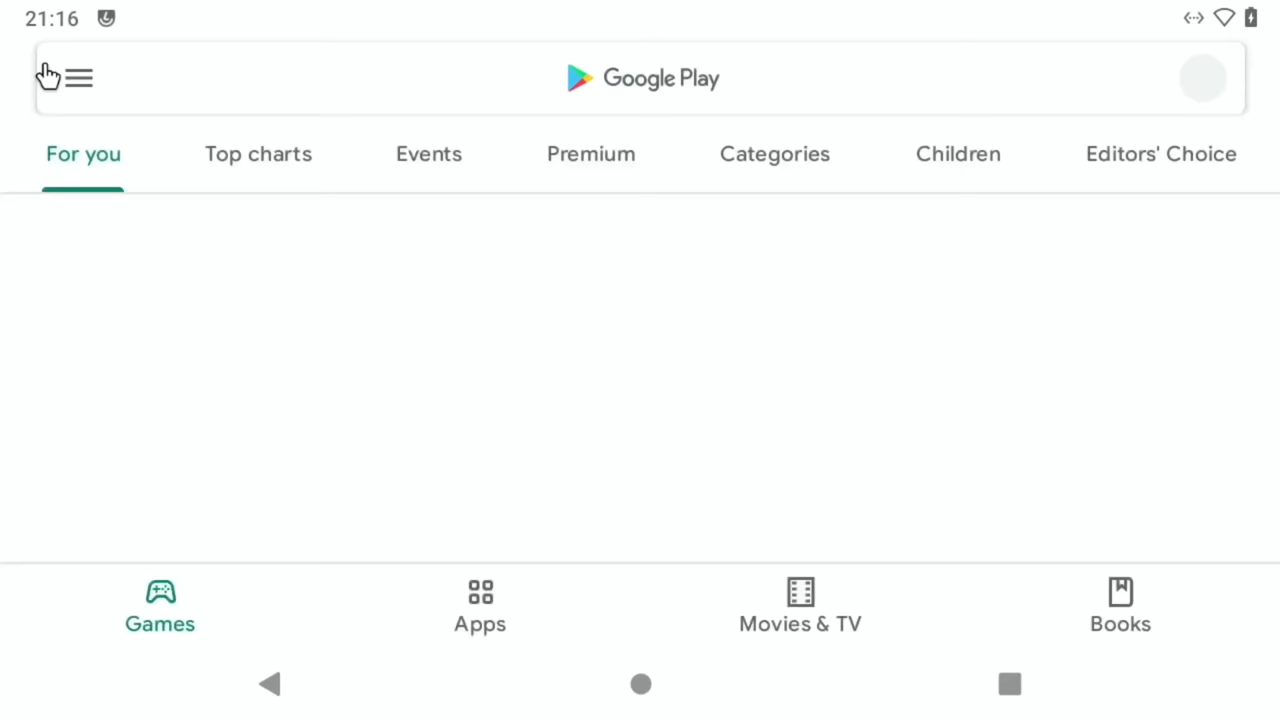 21:16
Google Play
For you
Top charts
Events
Premium
Categories
Children
Editors' Choice
Games
Apps
Movies & TV
Books